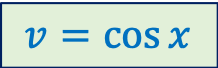 v = cos x